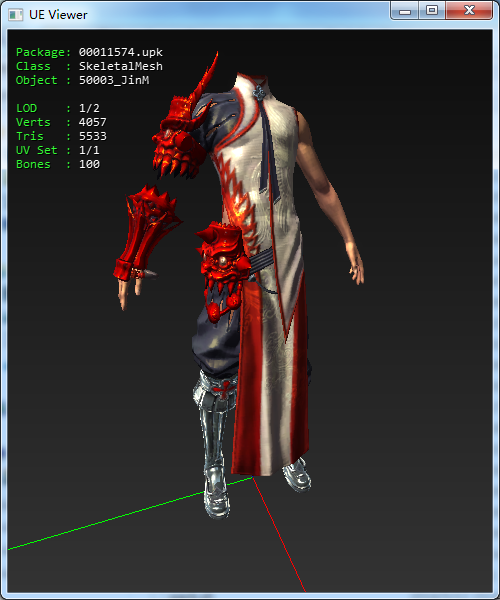 UE Viewer
Package: 00011574.upk
Class : SkeletalMesh
Object : 50003_JinM
LOD : 1/2
Verts : 4057
Tris : 5533
UV Set : 1/1
Bones : 100